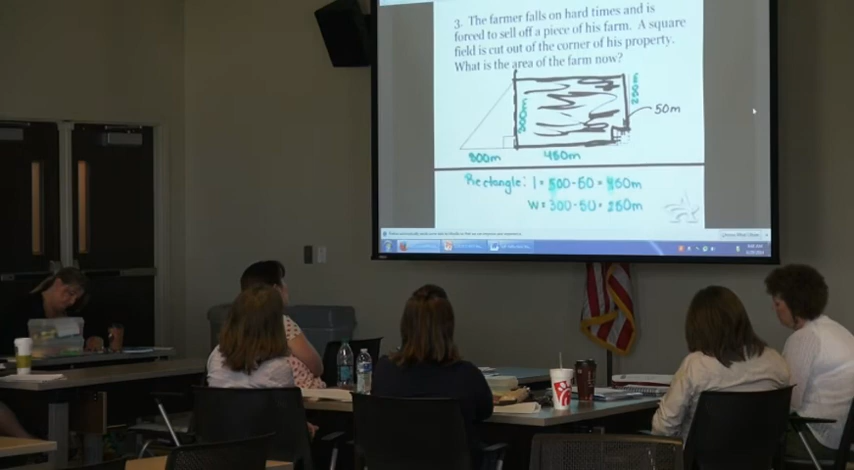 3. The farmer falls on hard times and is
forced to sell off a piece of his farm. A square
field is cut out of the corner of his property.
What is the area of the farm now?
300m
250m
50m
300m
450m
Rectangle: l = 500-50 = 450m
W = 300-50 = 250m